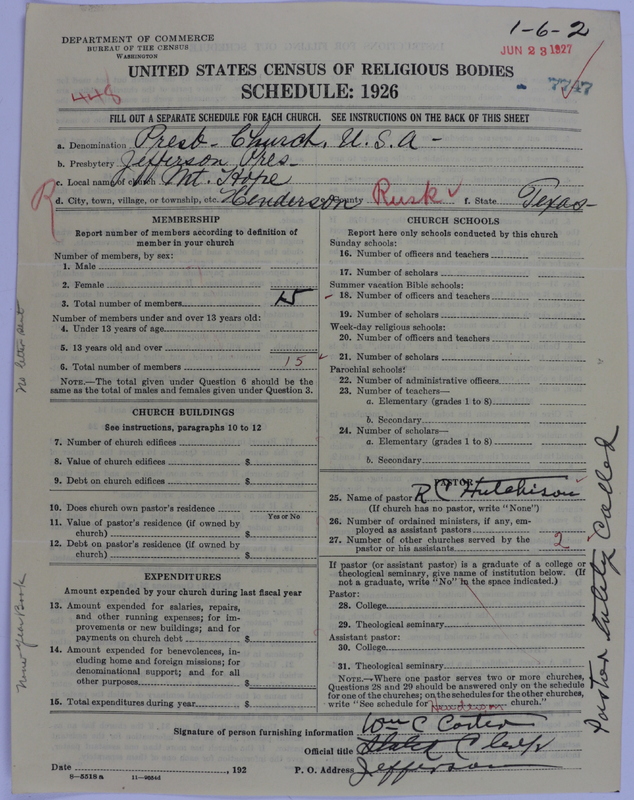 1-6-2
DEPARTMENT OF COMMERCE
BUREAU OF THE CENSUS
WASHINGTON
JUN 23 1927
UNITED STATES CENSUS OF RELIGIOUS BODIES
7747
448
SCHEDULE: 1926
FILL OUT A SEPARATE SCHEDULE FOR EACH CHURCH. SEE INSTRUCTIONS ON THE BACK OF THIS SHEET
a. Denomination Presb- Church, U.S.A -
b. Presbytery Jefferson Pres-
c. Local name of church Mt. Hope
R
d. City, town, village, or township, etc. Henderson County Rusk f. State Texas-
MEMBERSHIP
Report number of members according to definition of member in your church
Number of members, by sex:
1. Male
2. Female
3. Total number of members 15
Number of members under and over 13 years old:
4. Under 13 years of age
5. 13 years old and over
6. Total number of members 15
NOTE.—The total given under Question 6 should be the same as the total of males and females given under Question 3.
CHURCH BUILDINGS
See instructions, paragraphs 10 to 12
7. Number of church edifices
8. Value of church edifices $
9. Debt on church edifices $
10. Does church own pastor's residence
Yes or No
11. Value of pastor's residence (if owned by church) $
12. Debt on pastor's residence (if owned by church) $
EXPENDITURES
Amount expended by your church during last fiscal year
13. Amount expended for salaries, repairs, and other running expenses; for improvements or new buildings; and for payments on church debt $
14. Amount expended for benevolences, including home and foreign missions; for denominational support; and for all other purposes $
15. Total expenditures during year $
CHURCH SCHOOLS
Report here only schools conducted by this church
Sunday schools:
16. Number of officers and teachers
17. Number of scholars
Summer vacation Bible schools:
18. Number of officers and teachers
19. Number of scholars
Week-day religious schools:
20. Number of officers and teachers
21. Number of scholars
Parochial schools:
22. Number of administrative officers
23. Number of teachers—
a. Elementary (grades 1 to 8)
b. Secondary
24. Number of scholars—
a. Elementary (grades 1 to 8)
b. Secondary
PASTOR
25. Name of pastor R C Hutchison
(If church has no pastor, write "None")
26. Number of ordained ministers, if any, employed as assistant pastors
27. Number of other churches served by the pastor or his assistants 2
If pastor (or assistant pastor) is a graduate of a college or theological seminary, give name of institution below. (If not a graduate, write "No" in the space indicated.)
Pastor:
28. College
29. Theological seminary
Assistant pastor:
30. College
31. Theological seminary
NOTE.—Where one pastor serves two or more churches, Questions 28 and 29 should be answered only on the schedule for one of the churches; on the schedules for the other churches, write "See schedule for Henderson church."
Signature of person furnishing information Wm C
Official title Stated Clerk
Date , 192
P. O. Address Jefferson
8-5518 a
No letter sent
Year Book
Pastor Called